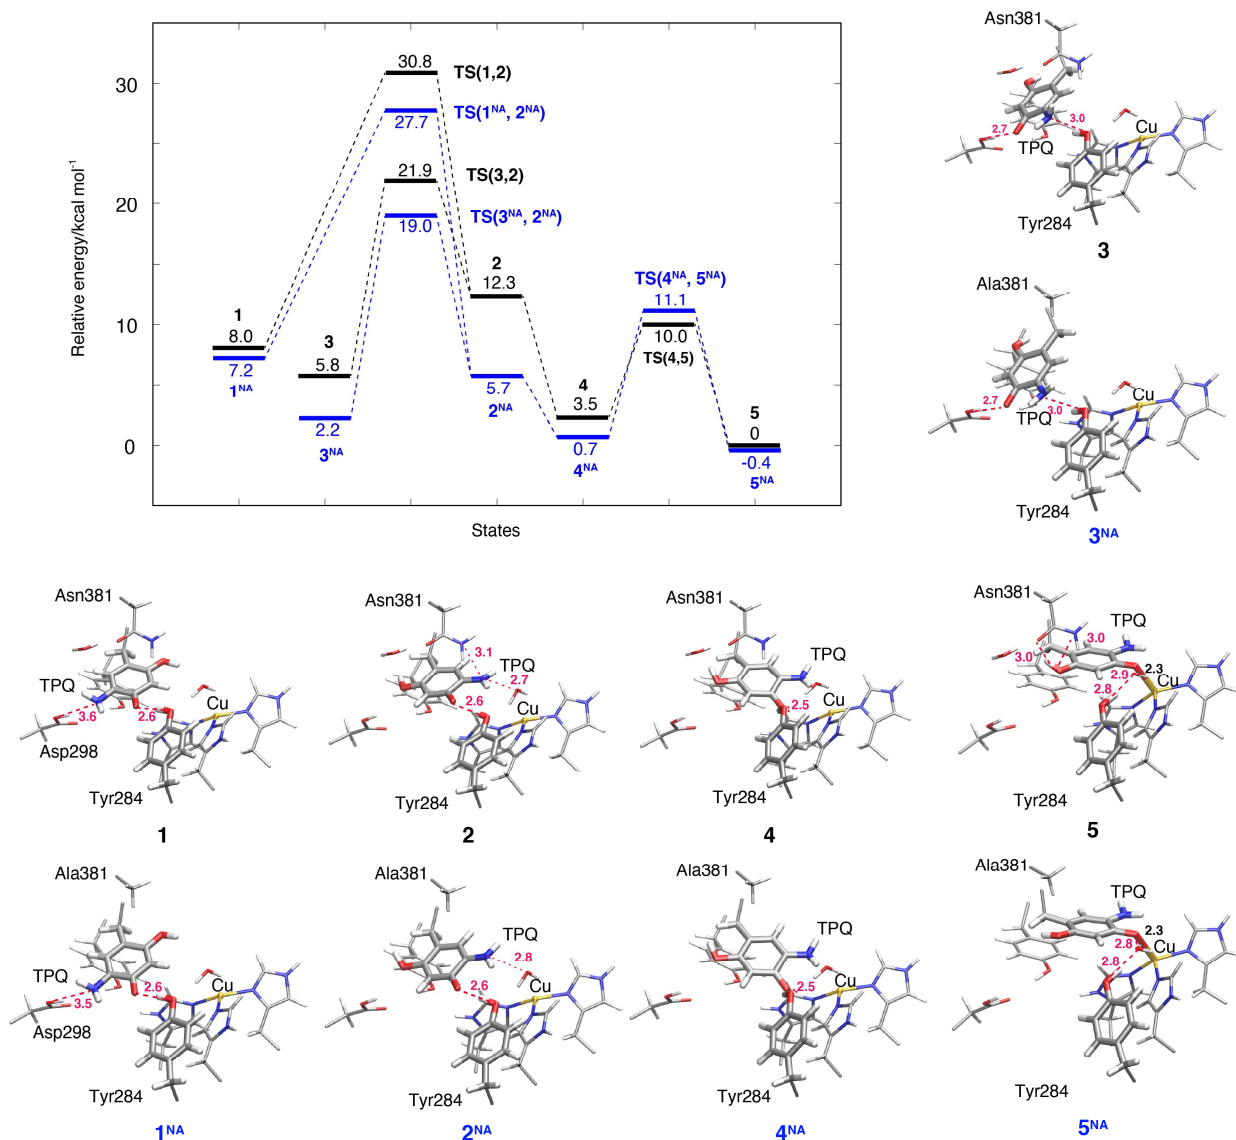 Relative energy/kcal mol⁻¹
30
20
10
0
States
30.8
TS(1,2)
TS(1ᴺᴬ, 2ᴺᴬ)
27.7
21.9
TS(3,2)
TS(3ᴺᴬ, 2ᴺᴬ)
19.0
1
8.0
7.2
1ᴺᴬ
3
5.8
2.2
3ᴺᴬ
2
12.3
5.7
2ᴺᴬ
4
3.5
0.7
4ᴺᴬ
TS(4ᴺᴬ, 5ᴺᴬ)
11.1
10.0
TS(4,5)
5
0
-0.4
5ᴺᴬ
Asn381
2.7
3.0
TPQ
Cu
Tyr284
3
Ala381
2.7
TPQ
3.0
Cu
Tyr284
3ᴺᴬ
Asn381
TPQ
3.6
2.6
Cu
Asp298
Tyr284
1
Asn381
3.1
TPQ
2.7
2.6
Cu
Tyr284
2
Asn381
TPQ
2.5
Cu
Tyr284
4
Asn381
TPQ
3.0
3.0
2.3
2.9
Cu
2.8
Tyr284
5
Ala381
TPQ
2.6
3.5
Cu
Asp298
Tyr284
1ᴺᴬ
Ala381
TPQ
2.8
2.6
Cu
Tyr284
2ᴺᴬ
Ala381
TPQ
2.5
Cu
Tyr284
4ᴺᴬ
Ala381
TPQ
2.3
2.8
Cu
2.8
Tyr284
5ᴺᴬ